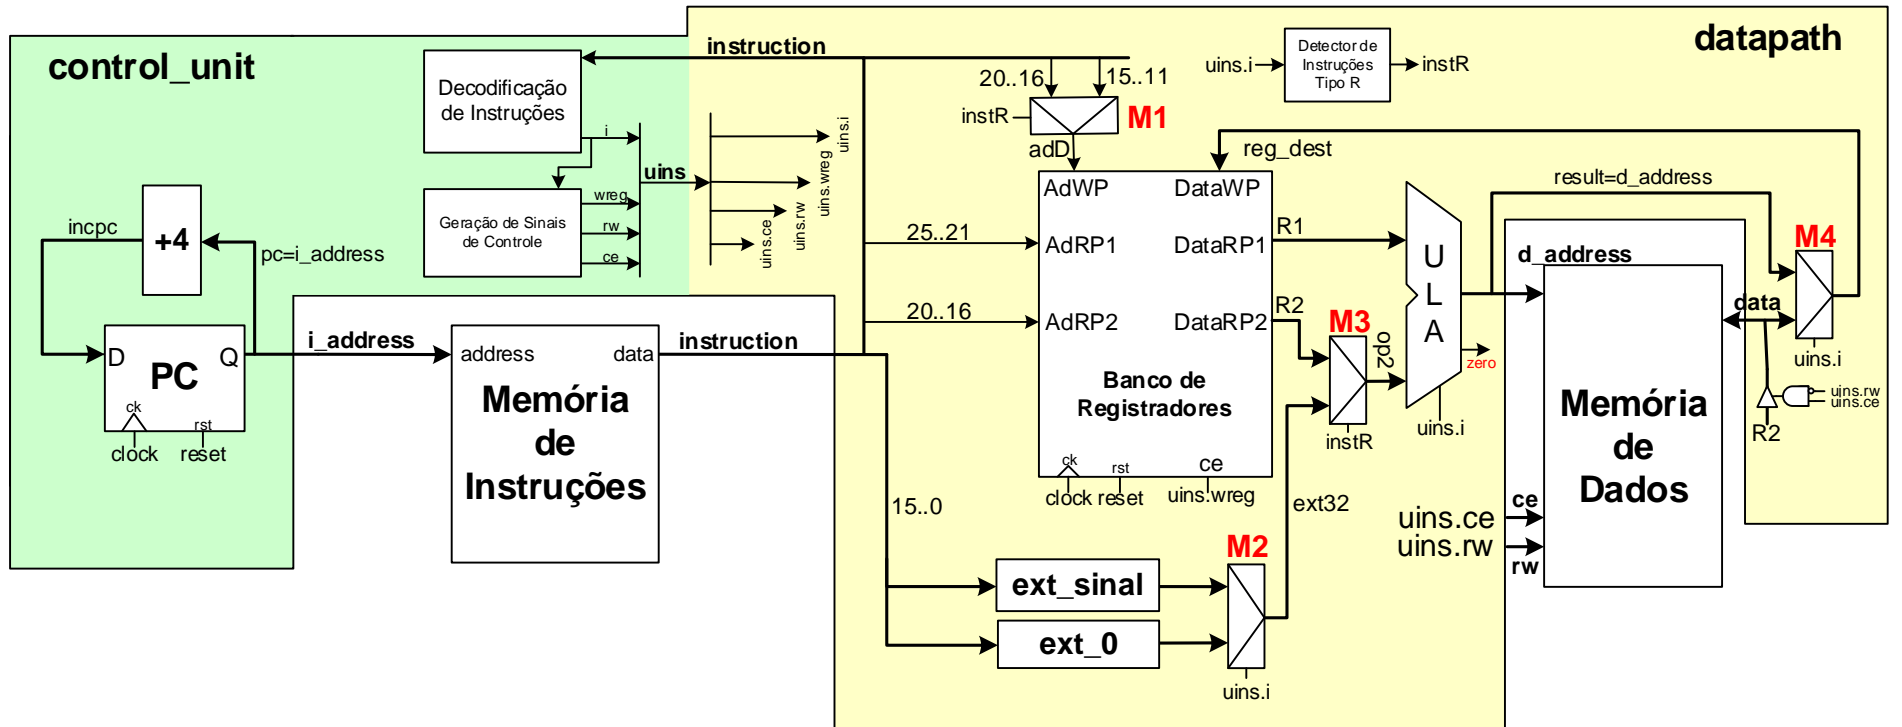 control_unit
datapath
instruction
Decodificação
de Instruções
i
Geração de Sinais
de Controle
wreg
rw
ce
uins
uins.i
uins.wreg
uins.rw
uins.ce
incpc
+4
pc=i_address
D
Q
PC
ck
rst
clock
reset
i_address
address
data
Memória
de
Instruções
instruction
20..16
15..11
instR
M1
adD
uins.i
Detector de
Instruções
Tipo R
instR
reg_dest
AdWP
DataWP
25..21
AdRP1
DataRP1
R1
20..16
AdRP2
DataRP2
R2
Banco de
Registradores
ck
rst
ce
clock
reset
uins.wreg
15..0
ext_sinal
ext_0
M2
uins.i
ext32
M3
instR
op2
U
L
A
zero
uins.i
result=d_address
d_address
M4
data
uins.i
uins.rw
uins.ce
R2
Memória
de
Dados
uins.ce
ce
uins.rw
rw